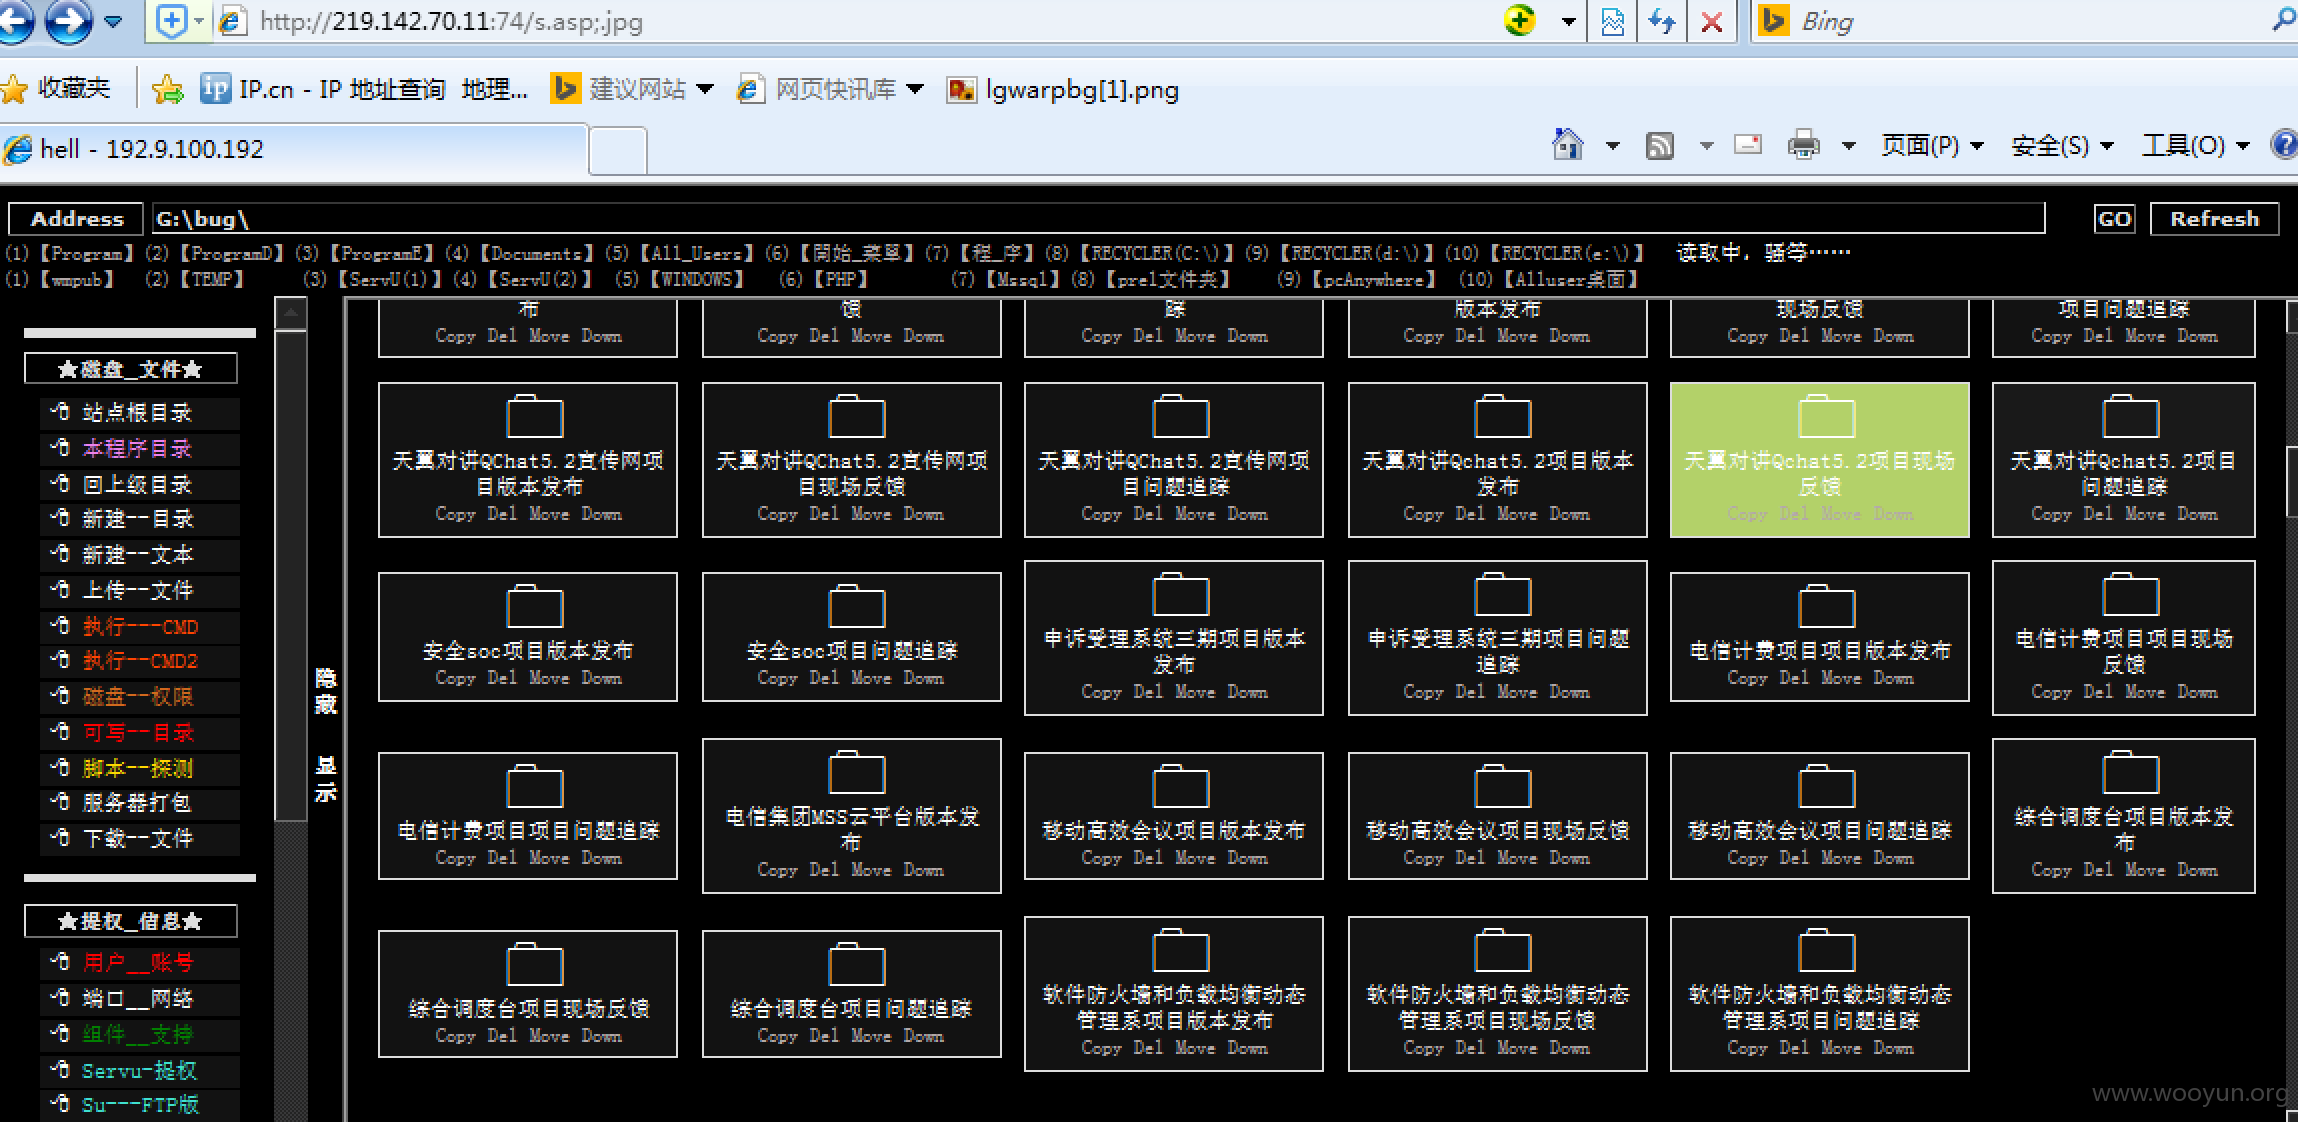 http://219.142.70.11:74/s.asp;.jpg
Bing
收藏夹
IP.cn - IP 地址查询 地理...
建议网站
网页快讯库
lgwarpbg[1].png
hell - 192.9.100.192
页面(P)
安全(S)
工具(O)
Address
G:\bug\
GO
Refresh
(1)【Program】(2)【ProgramD】(3)【ProgramE】(4)【Documents】(5)【All_Users】(6)【開始_菜單】(7)【程_序】(8)【RECYCLER(C:\)】(9)【RECYCLER(d:\)】(10)【RECYCLER(e:\)】 读取中，骚等……
(1)【wmpub】 (2)【TEMP】 (3)【ServU(1)】(4)【ServU(2)】 (5)【WINDOWS】 (6)【PHP】 (7)【Mssql】(8)【prel文件夹】 (9)【pcAnywhere】 (10)【Alluser桌面】
★磁盘_文件★
站点根目录
本程序目录
回上级目录
新建--目录
新建--文本
上传--文件
执行---CMD
执行--CMD2
磁盘--权限
可写--目录
脚本--探测
服务器打包
下载--文件
★提权_信息★
用户__账号
端口__网络
组件__支持
Servu-提权
Su---FTP版
隐藏
显示
布
Copy Del Move Down
馈
Copy Del Move Down
踪
Copy Del Move Down
版本发布
Copy Del Move Down
现场反馈
Copy Del Move Down
项目问题追踪
Copy Del Move Down
天翼对讲QChat5.2宣传网项
目版本发布
Copy Del Move Down
天翼对讲QChat5.2宣传网项
目现场反馈
Copy Del Move Down
天翼对讲QChat5.2宣传网项
目问题追踪
Copy Del Move Down
天翼对讲Qchat5.2项目版本
发布
Copy Del Move Down
天翼对讲Qchat5.2项目现场
反馈
Copy Del Move Down
天翼对讲Qchat5.2项目
问题追踪
Copy Del Move Down
安全soc项目版本发布
Copy Del Move Down
安全soc项目问题追踪
Copy Del Move Down
申诉受理系统三期项目版本
发布
Copy Del Move Down
申诉受理系统三期项目问题
追踪
Copy Del Move Down
电信计费项目项目版本发布
Copy Del Move Down
电信计费项目项目现场
反馈
Copy Del Move Down
电信计费项目项目问题追踪
Copy Del Move Down
电信集团MSS云平台版本发
布
Copy Del Move Down
移动高效会议项目版本发布
Copy Del Move Down
移动高效会议项目现场反馈
Copy Del Move Down
移动高效会议项目问题追踪
Copy Del Move Down
综合调度台项目版本发
布
Copy Del Move Down
综合调度台项目现场反馈
Copy Del Move Down
综合调度台项目问题追踪
Copy Del Move Down
软件防火墙和负载均衡动态
管理系项目版本发布
Copy Del Move Down
软件防火墙和负载均衡动态
管理系项目现场反馈
Copy Del Move Down
软件防火墙和负载均衡动态
管理系项目问题追踪
Copy Del Move Down
www.wooyun.org